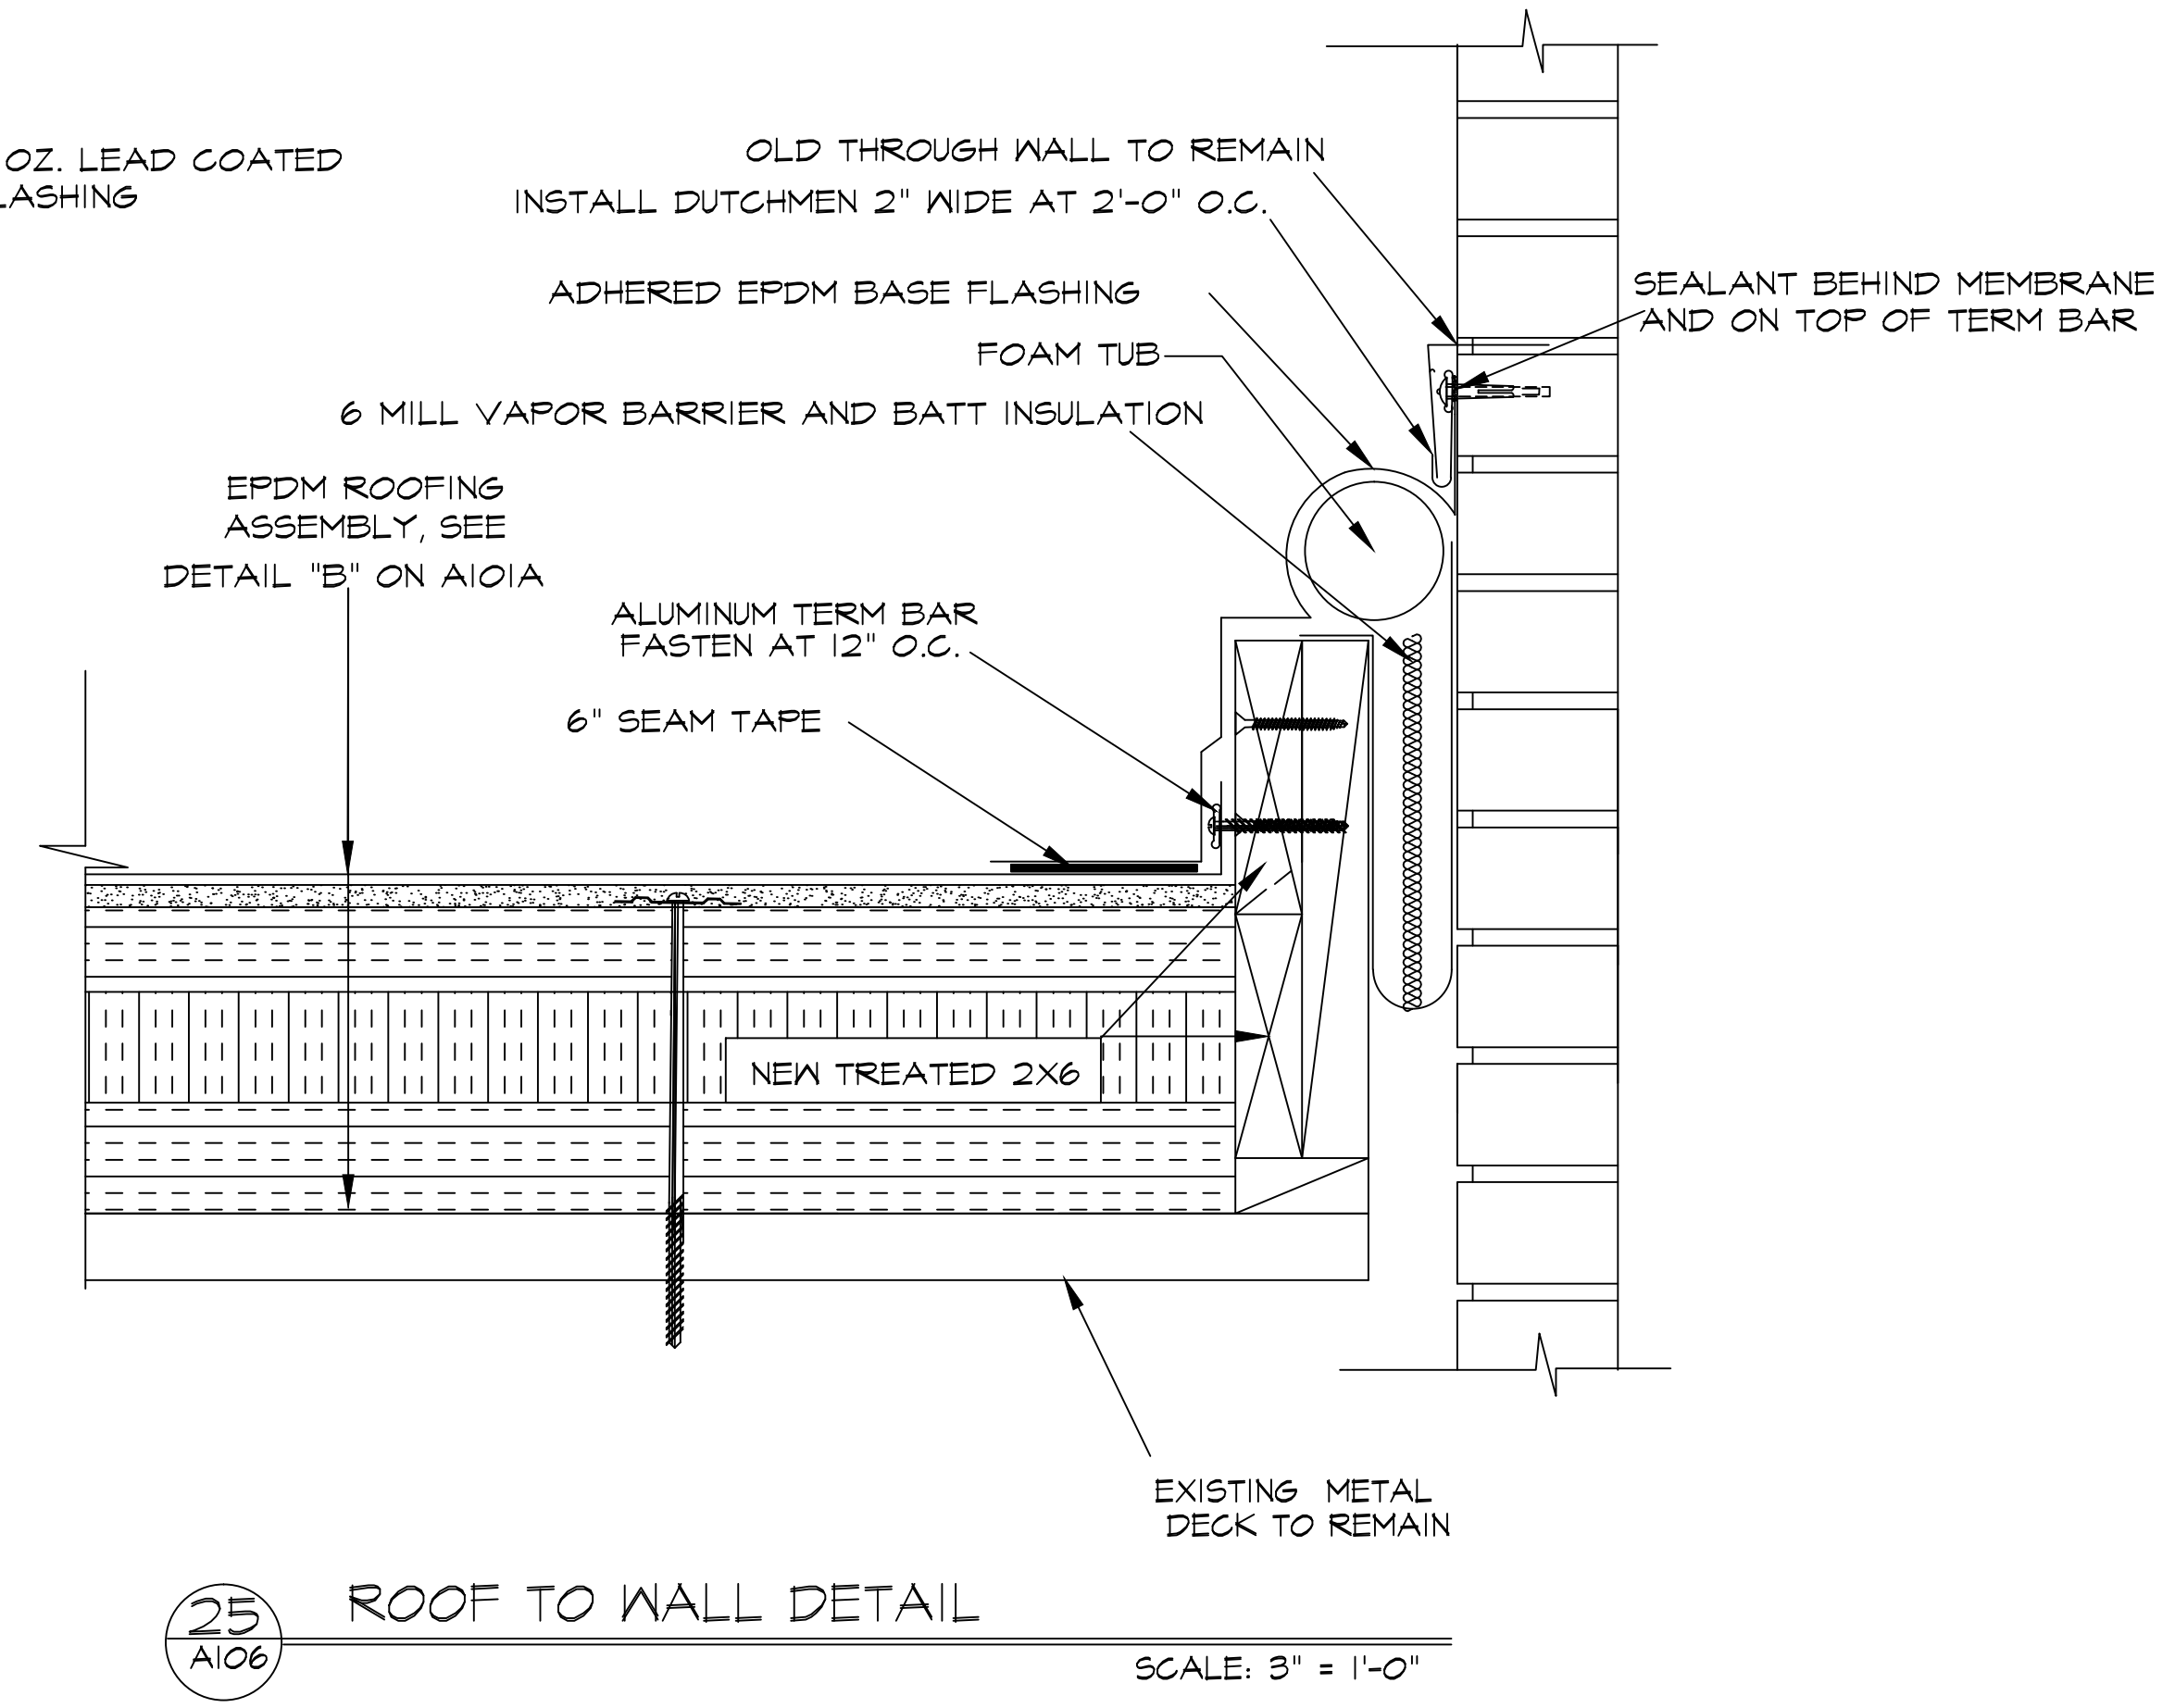 OZ. LEAD COATED
LASHING
OLD THROUGH WALL TO REMAIN
INSTALL DUTCHMEN 2" WIDE AT 2'-0" O.C.
ADHERED EPDM BASE FLASHING
FOAM TUB
6 MILL VAPOR BARRIER AND BATT INSULATION
SEALANT BEHIND MEMBRANE
AND ON TOP OF TERM BAR
EPDM ROOFING
ASSEMBLY, SEE
DETAIL "B" ON A101A
ALUMINUM TERM BAR
FASTEN AT 12" O.C.
6" SEAM TAPE
NEW TREATED 2X6
EXISTING METAL
DECK TO REMAIN
25
A106
ROOF TO WALL DETAIL
SCALE: 3" = 1'-0"